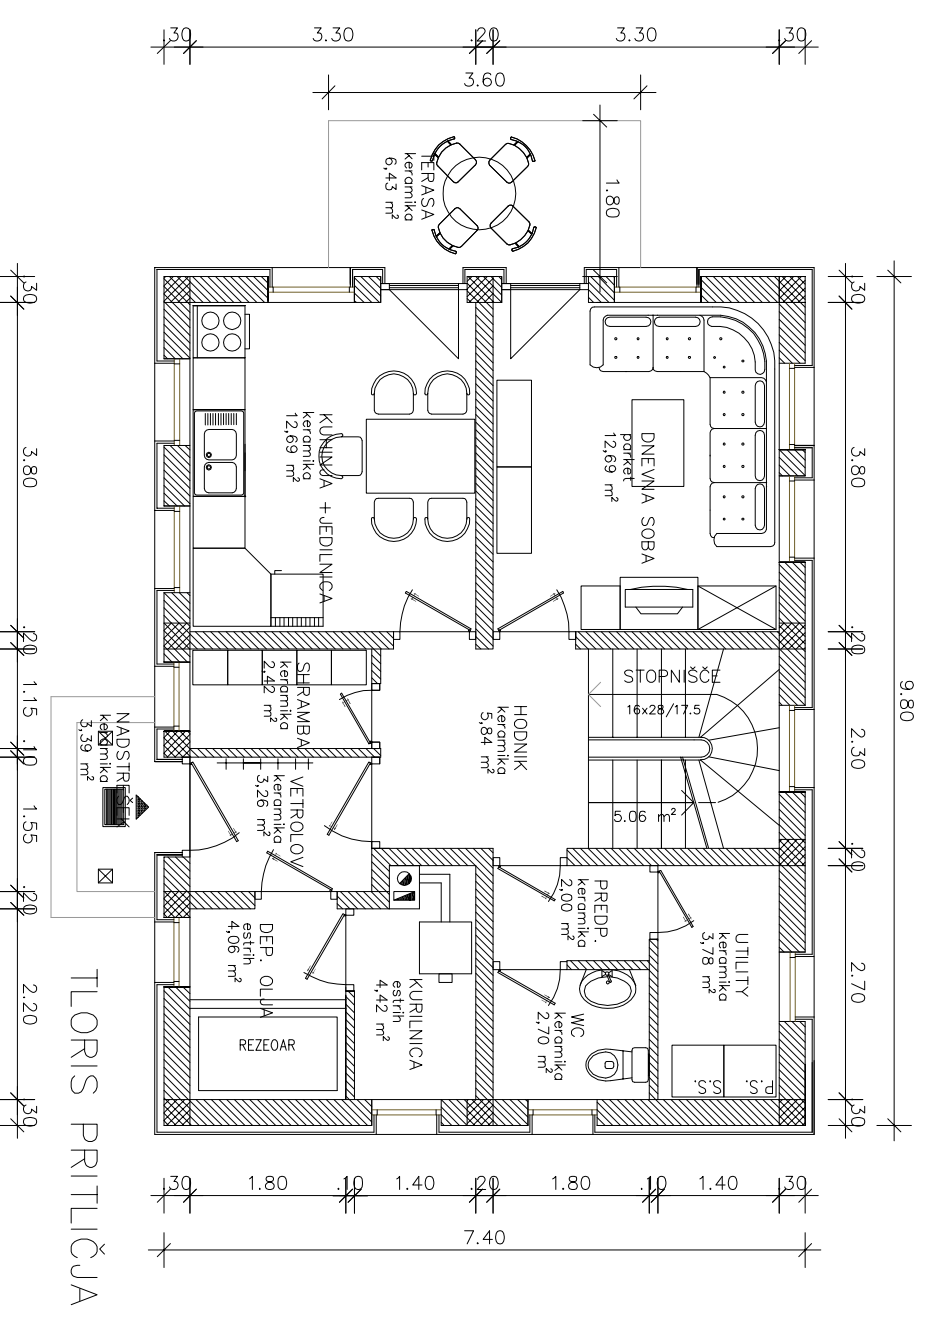 .30 3.30 .20 3.30 .30
3.60
1.80
TERASA
keramika
6,43 m²
.30
3.80
.20
1.15
.10
1.55
.20
2.20
.30
KUHINJA +JEDILNICA
keramika
12,69 m²
DNEVNA SOBA
parket
12,69 m²
.30
3.80
.20
2.30
.20
2.70
.30
9.80
SHRAMBA
keramika
2,42 m²
HODNIK
keramika
5,84 m²
STOPNIŠČE
16x28/17.5
5.06 m²
NADSTREŠEK
keramika
3,39 m²
VETROLOV
keramika
3,26 m²
PREDP.
keramika
2,00 m²
UTILITY
keramika
3,78 m²
DEP. OLJA
estrih
4,06 m²
KURILNICA
estrih
4,42 m²
WC
keramika
2,70 m²
REZEOAR
S.S.
P.S.
.30 1.80 .10 1.40 .20 1.80 .10 1.40 .30
7.40
TLORIS PRITLIČJA